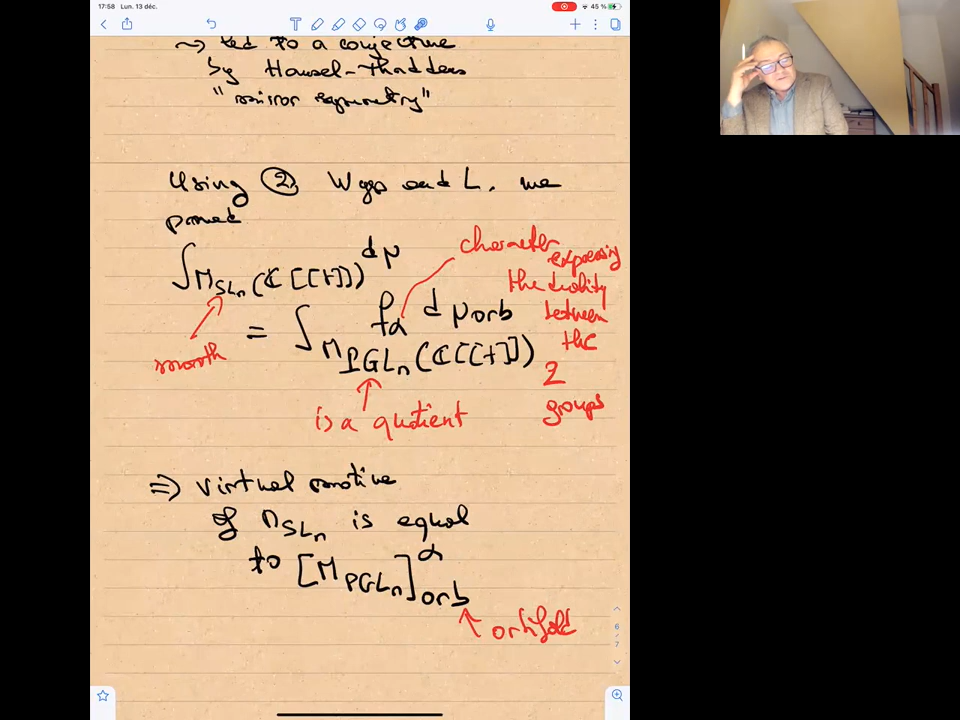 17:58 Lun. 13 déc.
45 %
⇝ led to a conjecture
by Hausel-Thaddeus
"mirror symmetry"
Using ② Wyss and L. we
proved
∫_{M_{SL_n}(ℂ[[t]])} dμ
smooth
= ∫_{M_{PGL_n}(ℂ[[t]])} f_α dμ_orb
character expressing
the duality
between
the
2
groups
is a quotient
⇒ virtual motive
of M_{SL_n} is equal
to [M_{PGL_n}]^α_orb
orbifold
6
/
7